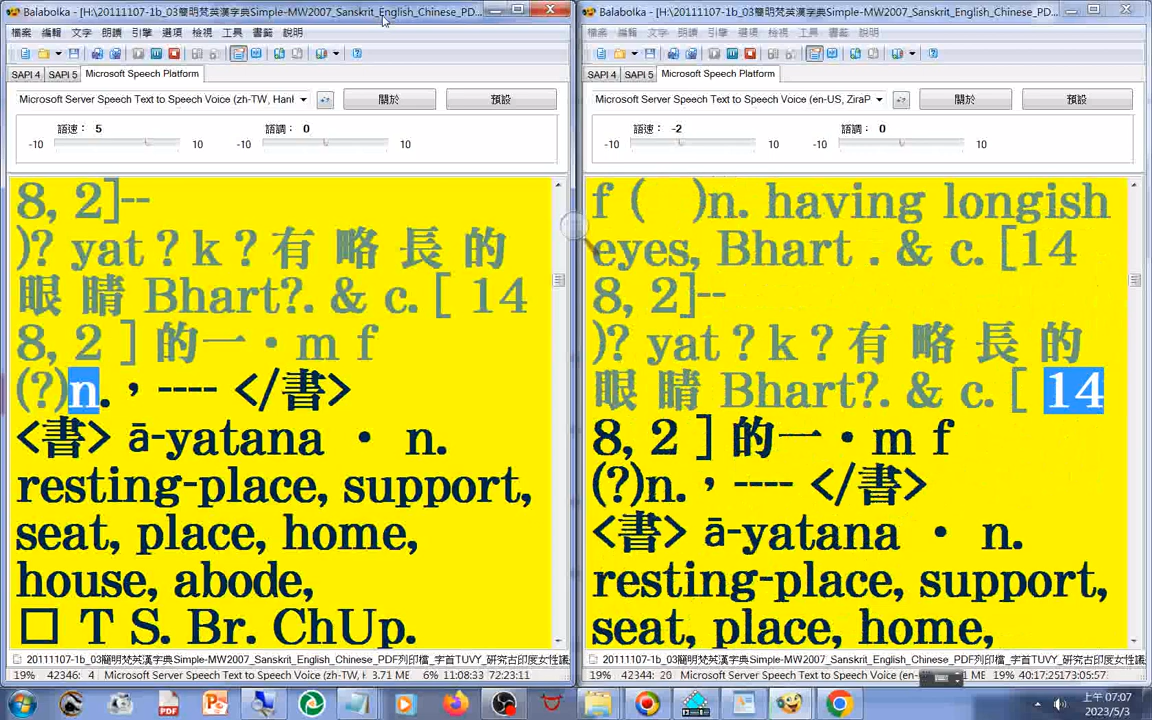 Balabolka - [H:\20111107-1b_03簡明梵英漢字典Simple-MW2007_Sanskrit_English_Chinese_PD...
檔案 編輯 文字 朗讀 引擎 選項 檢視 工具 書籤 說明
SAPI 4 SAPI 5 Microsoft Speech Platform
Microsoft Server Speech Text to Speech Voice (zh-TW, Hanl
關於 預設
語速: 5 語調: 0
-10 10 -10 10
8, 2]--
)? yat ? k ? 有 略 長 的
眼 睛 Bhart?. & c. [ 14
8, 2 ] 的一・m f
(?)n.,---- </書>
<書> ā-yatana • n.
resting-place, support,
seat, place, home,
house, abode,
□ T S. Br. ChUp.
20111107-1b_03簡明梵英漢字典Simple-MW2007_Sanskrit_English_Chinese_PDF列印檔_字首TUVY_研究古印度女性議
19% 42346: 4 Microsoft Server Speech Text to Speech Voice (zh-TW, H 3.71 ME 6% 11:08:33 72:23:11
Balabolka - [H:\20111107-1b_03簡明梵英漢字典Simple-MW2007_Sanskrit_English_Chinese_PD...
檔案 編輯 文字 朗讀 引擎 選項 檢視 工具 書籤 說明
SAPI 4 SAPI 5 Microsoft Speech Platform
Microsoft Server Speech Text to Speech Voice (en-US, ZiraP
關於 預設
語速: -2 語調: 0
-10 10 -10 10
f ( )n. having longish
eyes, Bhart . & c. [14
8, 2]--
)? yat ? k ? 有 略 長 的
眼 睛 Bhart?. & c. [ 14
8, 2 ] 的一・m f
(?)n.,---- </書>
<書> ā-yatana • n.
resting-place, support,
seat, place, home,
20111107-1b_03簡明梵英漢字典Simple-MW2007_Sanskrit_English_Chinese_PDF列印檔_字首TUVY_研究古印度女性議
19% 42344: 20 Microsoft Server Speech Text to Speech Voice (en-US 19% 40:17:25173:05:57
上午 07:07
2023/5/3